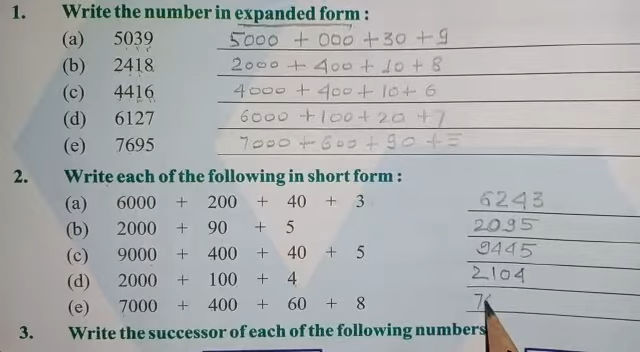 1. Write the number in expanded form :
(a) 5039 5000 + 000 + 30 + 9
(b) 2418 2000 + 400 + 10 + 8
(c) 4416 4000 + 400 + 10 + 6
(d) 6127 6000 + 100 + 20 + 7
(e) 7695 7000 + 600 + 90 + 5
2. Write each of the following in short form :
(a) 6000 + 200 + 40 + 3 6243
(b) 2000 + 90 + 5 2095
(c) 9000 + 400 + 40 + 5 9445
(d) 2000 + 100 + 4 2104
(e) 7000 + 400 + 60 + 8 7
3. Write the successor of each of the following numbers